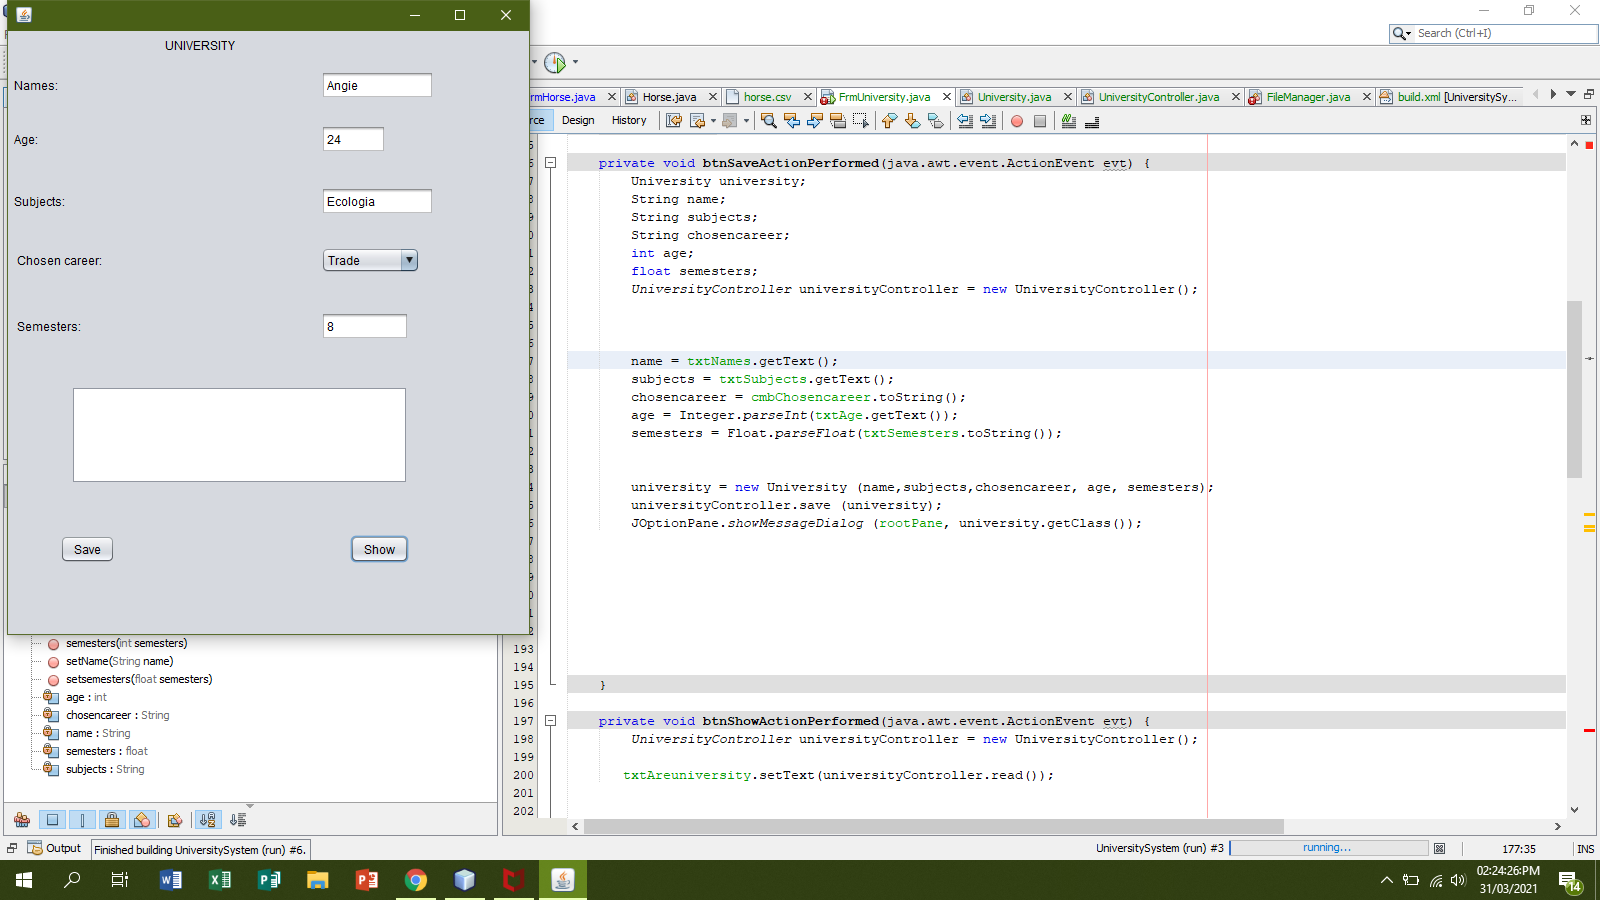 UNIVERSITY
Names:
Angie
Age:
24
Subjects:
Ecologia
Chosen career:
Trade
Semesters:
8
Save
Show
Search (Ctrl+I)
rmHorse.java
Horse.java
horse.csv
FrmUniversity.java
University.java
UniversityController.java
FileManager.java
build.xml [UniversitySy...
rce
Design
History
private void btnSaveActionPerformed(java.awt.event.ActionEvent evt) {
University university;
String name;
String subjects;
String chosencareer;
int age;
float semesters;
UniversityController universityController = new UniversityController();
name = txtNames.getText();
subjects = txtSubjects.getText();
chosencareer = cmbChosencareer.toString();
age = Integer.parseInt(txtAge.getText());
semesters = Float.parseFloat(txtSemesters.toString());
university = new University (name,subjects,chosencareer, age, semesters);
universityController.save (university);
JOptionPane.showMessageDialog (rootPane, university.getClass());
193
194
195 }
196
197 private void btnShowActionPerformed(java.awt.event.ActionEvent evt) {
198 UniversityController universityController = new UniversityController();
199
200 txtAreuniversity.setText(universityController.read());
201
202
semesters(int semesters)
setName(String name)
setsemesters(float semesters)
age : int
chosencareer : String
name : String
semesters : float
subjects : String
Output
Finished building UniversitySystem (run) #6.
UniversitySystem (run) #3
running...
177:35
INS
02:24:26PM
31/03/2021
14